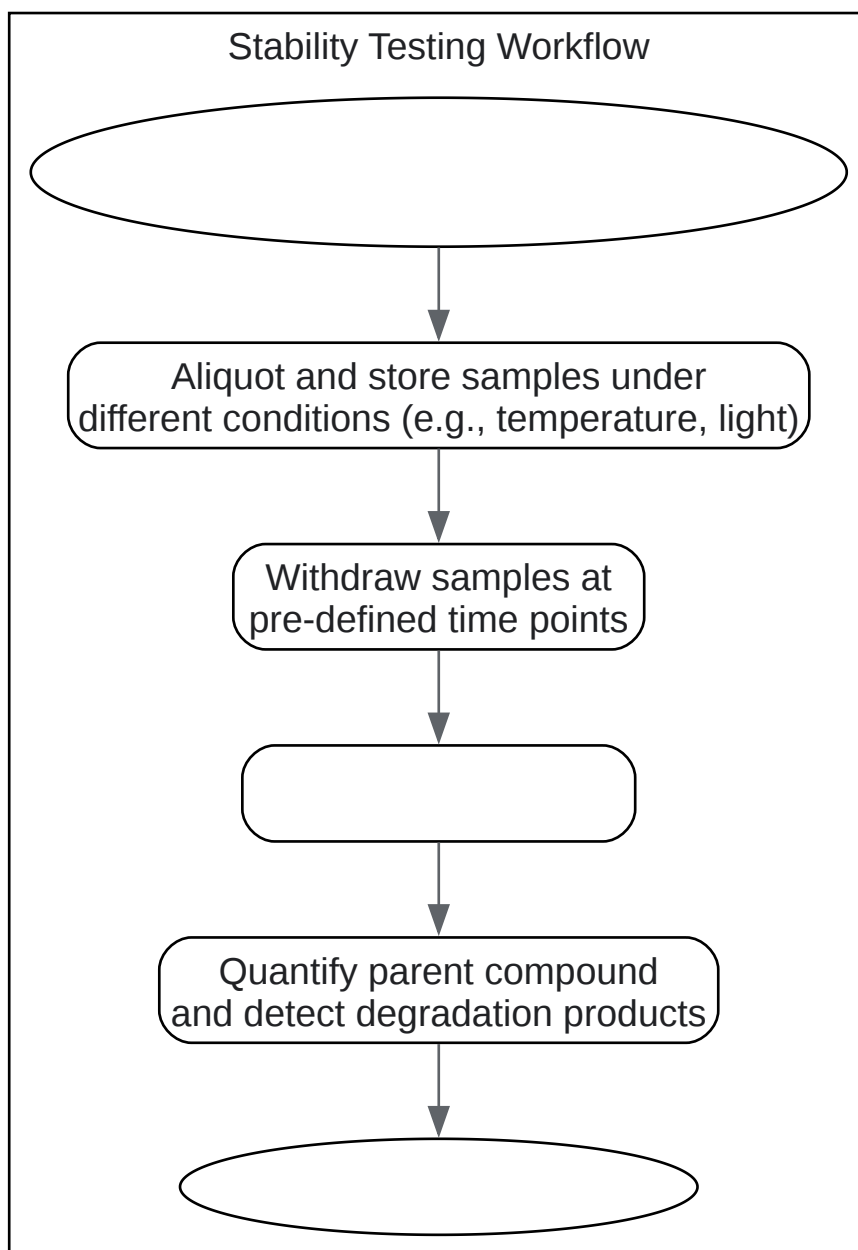 Stability Testing Workflow
Aliquot and store samples under
different conditions (e.g., temperature, light)
Withdraw samples at
pre-defined time points
Quantify parent compound
and detect degradation products